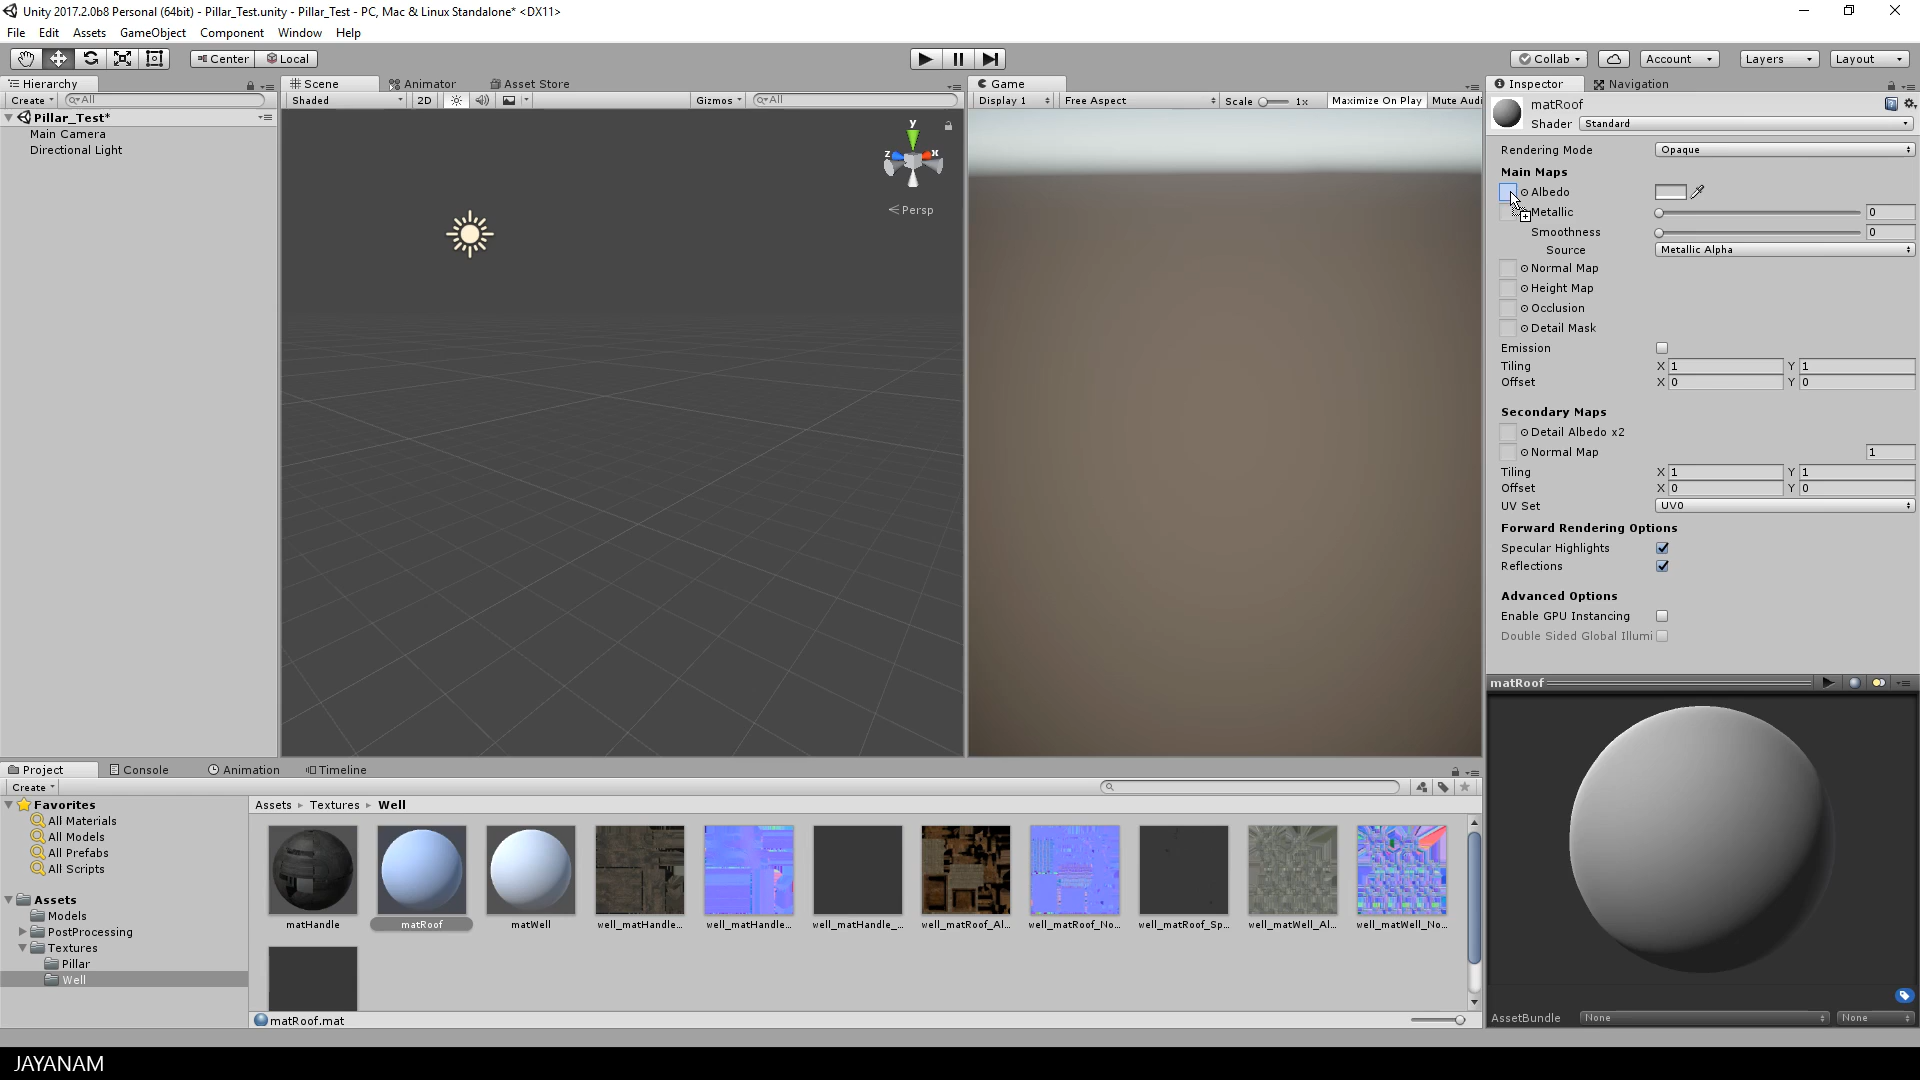 Unity 2017.2.0b8 Personal (64bit) - Pillar_Test.unity - Pillar_Test - PC, Mac & Linux Standalone* <DX11>
File Edit Assets GameObject Component Window Help
Center Local
Collab Account Layers Layout
Hierarchy
Create All
Pillar_Test*
Main Camera
Directional Light
Scene Animator Asset Store
Shaded 2D Gizmos All
y
z x
Persp
Game
Display 1 Free Aspect Scale 1x Maximize On Play Mute Audi
Inspector Navigation
matRoof
Shader Standard
Rendering Mode Opaque
Main Maps
Albedo
Metallic 0
Smoothness 0
Source Metallic Alpha
Normal Map
Height Map
Occlusion
Detail Mask
Emission
Tiling X 1 Y 1
Offset X 0 Y 0
Secondary Maps
Detail Albedo x2
Normal Map 1
Tiling X 1 Y 1
Offset X 0 Y 0
UV Set UV0
Forward Rendering Options
Specular Highlights
Reflections
Advanced Options
Enable GPU Instancing
Double Sided Global Illumi
matRoof
AssetBundle None None
Project Console Animation Timeline
Create
Favorites
All Materials
All Models
All Prefabs
All Scripts
Assets
Models
PostProcessing
Textures
Pillar
Well
Assets Textures Well
matHandle matRoof matWell well_matHandle... well_matHandle... well_matHandle_... well_matRoof_Al... well_matRoof_No... well_matRoof_Sp... well_matWell_Al... well_matWell_No...
matRoof.mat
JAYANAM